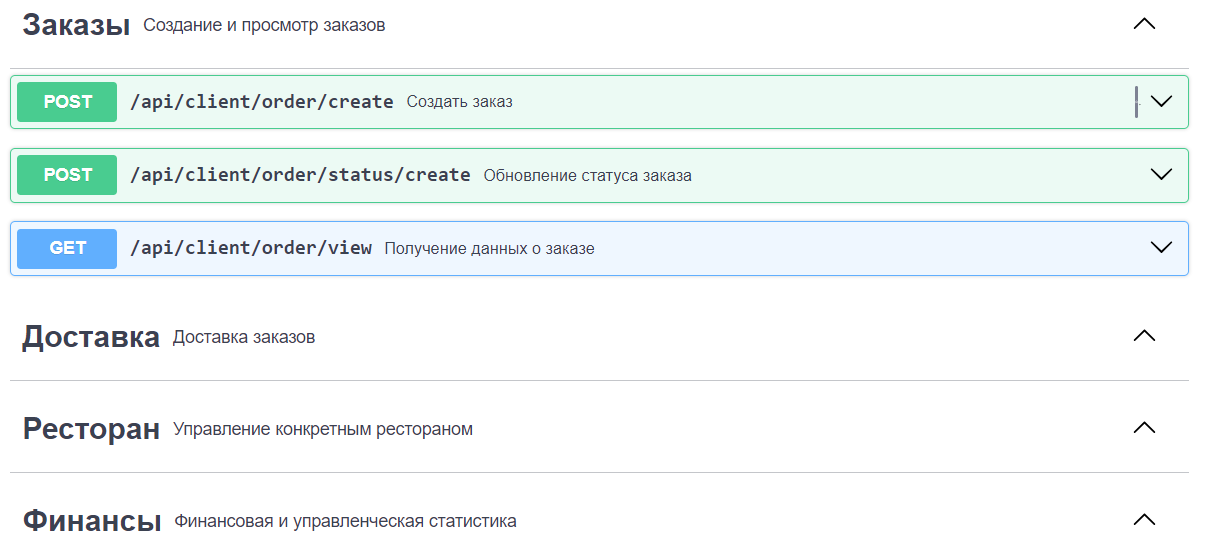 Заказы Создание и просмотр заказов
POST /api/client/order/create Создать заказ
POST /api/client/order/status/create Обновление статуса заказа
GET /api/client/order/view Получение данных о заказе
Доставка Доставка заказов
Ресторан Управление конкретным рестораном
Финансы Финансовая и управленческая статистика